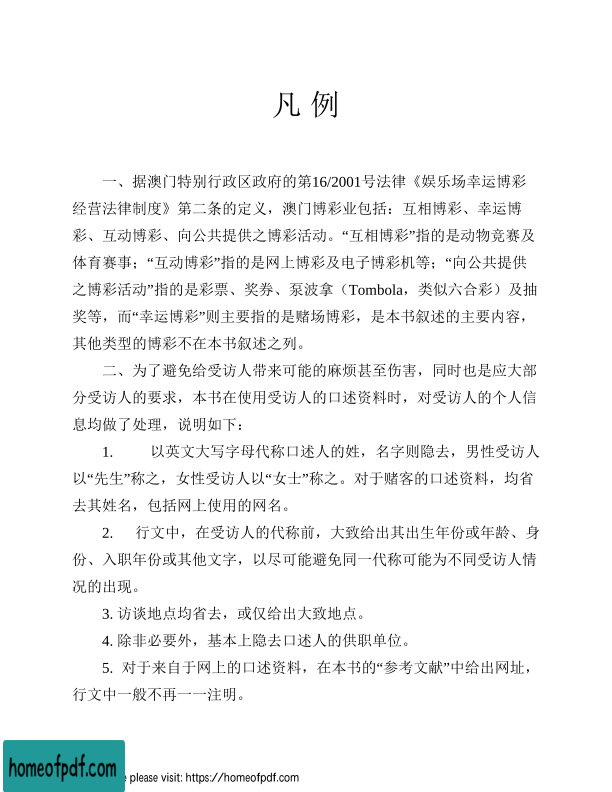 凡 例
一、据澳门特别行政区政府的第16/2001号法律《娱乐场幸运博彩
经营法律制度》第二条的定义，澳门博彩业包括：互相博彩、幸运博
彩、互动博彩、向公共提供之博彩活动。“互相博彩”指的是动物竞赛及
体育赛事；“互动博彩”指的是网上博彩及电子博彩机等；“向公共提供
之博彩活动”指的是彩票、奖券、泵波拿（Tombola，类似六合彩）及抽
奖等，而“幸运博彩”则主要指的是赌场博彩，是本书叙述的主要内容，
其他类型的博彩不在本书叙述之列。
二、为了避免给受访人带来可能的麻烦甚至伤害，同时也是应大部
分受访人的要求，本书在使用受访人的口述资料时，对受访人的个人信
息均做了处理，说明如下：
1. 以英文大写字母代称口述人的姓，名字则隐去，男性受访人
以“先生”称之，女性受访人以“女士”称之。对于赌客的口述资料，均省
去其姓名，包括网上使用的网名。
2. 行文中，在受访人的代称前，大致给出其出生年份或年龄、身
份、入职年份或其他文字，以尽可能避免同一代称可能为不同受访人情
况的出现。
3. 访谈地点均省去，或仅给出大致地点。
4. 除非必要外，基本上隐去口述人的供职单位。
5. 对于来自于网上的口述资料，在本书的“参考文献”中给出网址，
行文中一般不再一一注明。
homeofpdf.com
please visit: https://homeofpdf.com